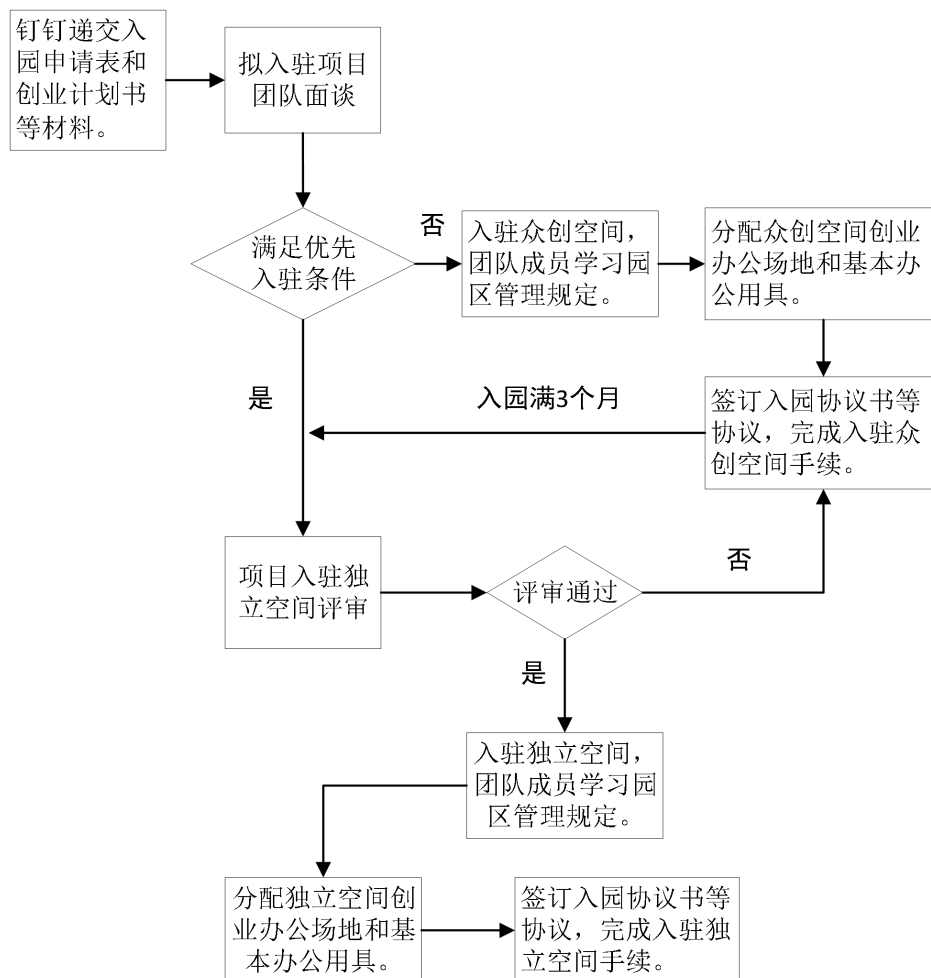 钉钉递交入
园申请表和
创业计划书
等材料。
拟入驻项目
团队面谈
满足优先
入驻条件
否
入驻众创空间，
团队成员学习园
区管理规定。
分配众创空间创业
办公场地和基本办
公用具。
是
入园满3个月
签订入园协议书等
协议，完成入驻众
创空间手续。
项目入驻独
立空间评审
评审通过
否
是
入驻独立空间，
团队成员学习园
区管理规定。
分配独立空间创
业办公场地和基
本办公用具。
签订入园协议书等
协议，完成入驻独
立空间手续。